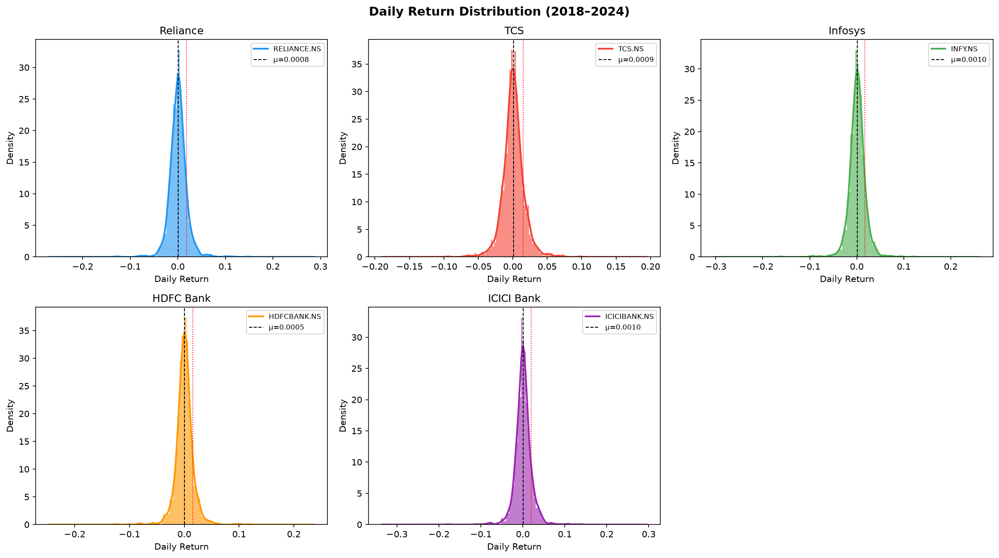 Daily Return Distribution (2018–2024)
Reliance
RELIANCE.NS
μ=0.0008
Density
30
25
20
15
10
5
0
−0.2 −0.1 0.0 0.1 0.2 0.3
Daily Return
TCS
TCS.NS
μ=0.0009
Density
35
30
25
20
15
10
5
0
−0.20 −0.15 −0.10 −0.05 0.00 0.05 0.10 0.15 0.20
Daily Return
Infosys
INFY.NS
μ=0.0010
Density
30
25
20
15
10
5
0
−0.3 −0.2 −0.1 0.0 0.1 0.2
Daily Return
HDFC Bank
HDFCBANK.NS
μ=0.0005
Density
35
30
25
20
15
10
5
0
−0.2 −0.1 0.0 0.1 0.2
Daily Return
ICICI Bank
ICICIBANK.NS
μ=0.0010
Density
30
25
20
15
10
5
0
−0.3 −0.2 −0.1 0.0 0.1 0.2 0.3
Daily Return